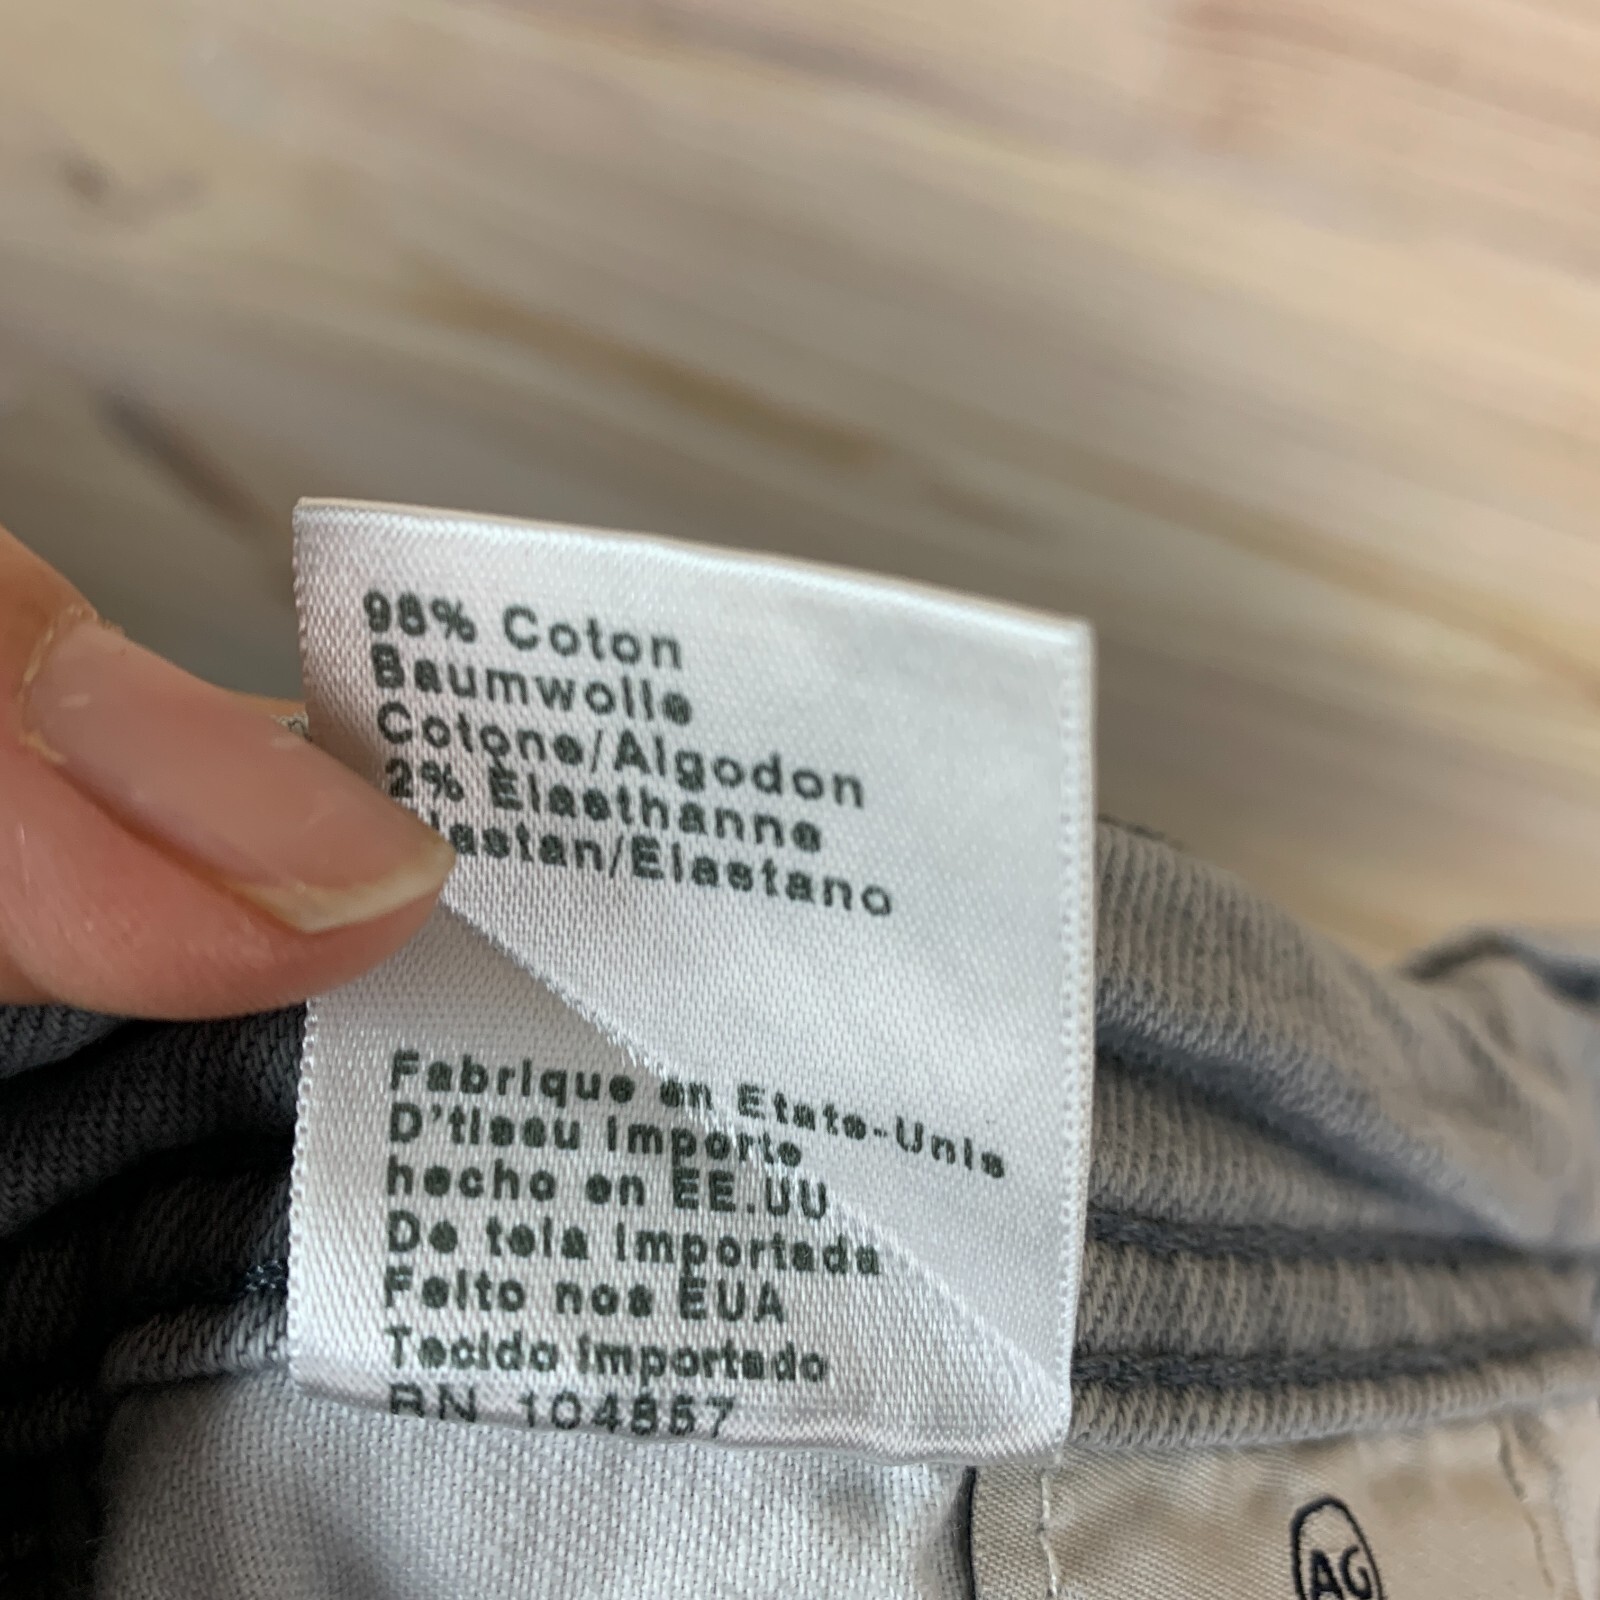 98% Coton
Baumwolle
Cotone/Algodon
2% Elasthanne
Elastan/Elastano
Fabrique en Etats-Unis
D'tissu importe
hecho en EE.UU
De tela importada
Feito nos EUA
Tecido importado
RN 104857
AG